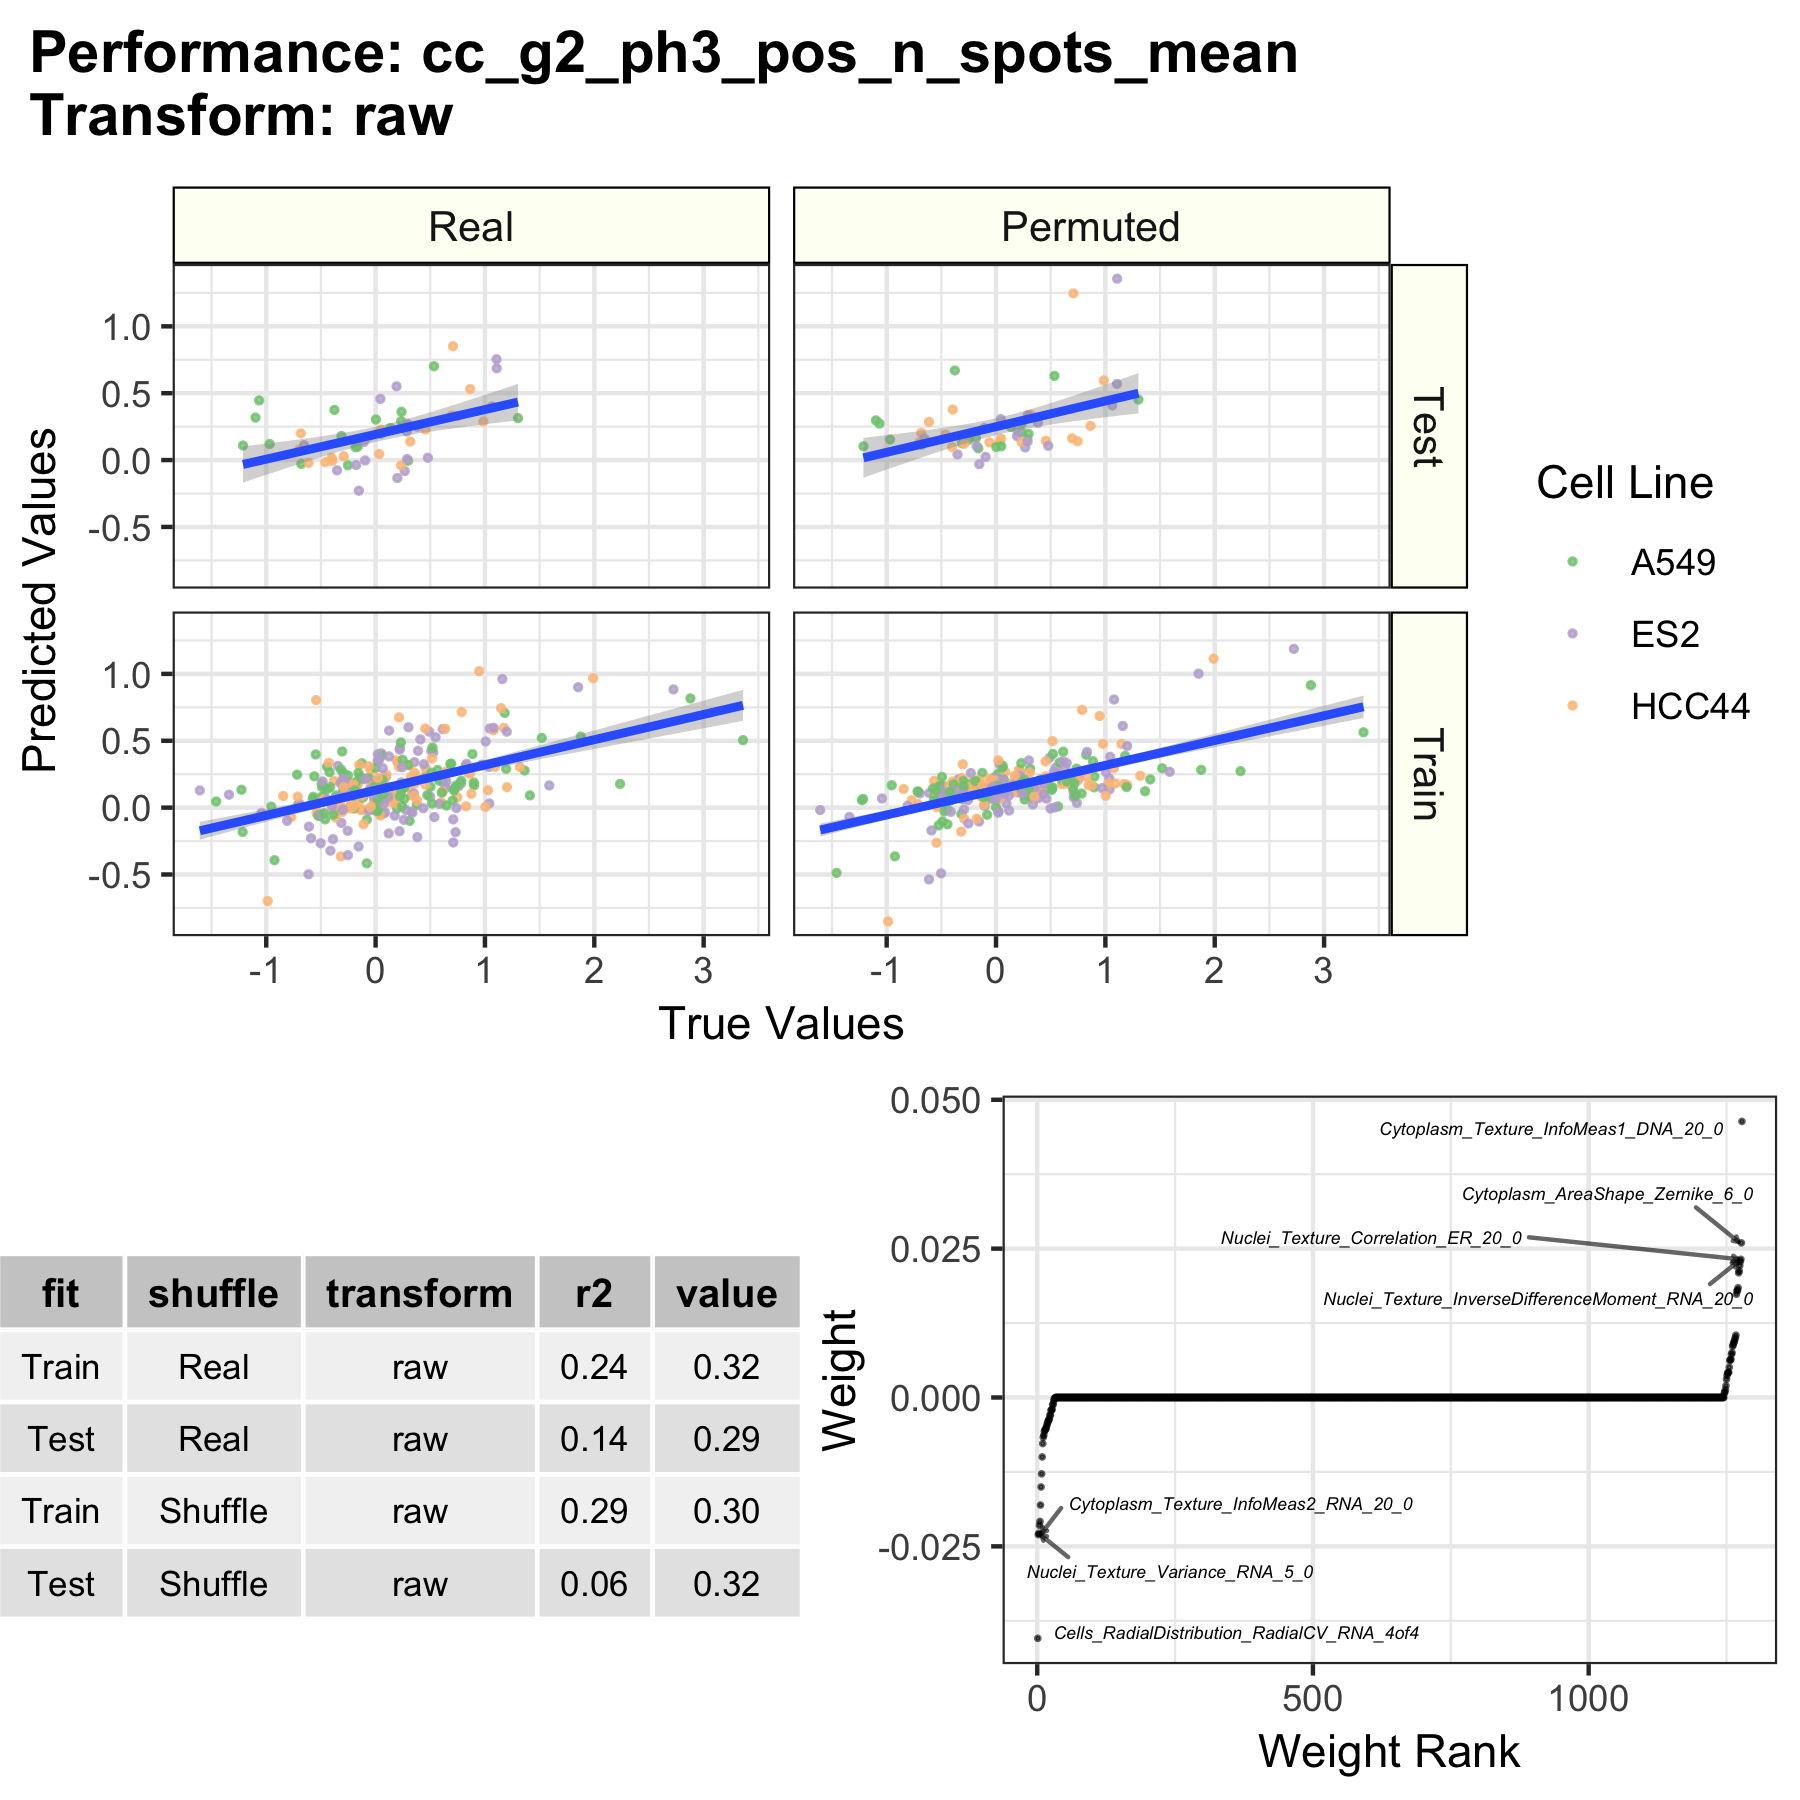 Performance: cc_g2_ph3_pos_n_spots_mean
Transform: raw
Real
Permuted
1.0
0.5
0.0
-0.5
Test
1.0
0.5
0.0
-0.5
Train
-1
0
1
2
3
-1
0
1
2
3
Predicted Values
True Values
Cell Line
A549
ES2
HCC44
fit shuffle transform r2 value
Train Real raw 0.24 0.32
Test Real raw 0.14 0.29
Train Shuffle raw 0.29 0.30
Test Shuffle raw 0.06 0.32
Weight
0.050
0.025
0.000
-0.025
Cytoplasm_Texture_InfoMeas1_DNA_20_0
Cytoplasm_AreaShape_Zernike_6_0
Nuclei_Texture_Correlation_ER_20_0
Nuclei_Texture_InverseDifferenceMoment_RNA_20_0
Cytoplasm_Texture_InfoMeas2_RNA_20_0
Nuclei_Texture_Variance_RNA_5_0
Cells_RadialDistribution_RadialCV_RNA_4of4
0
500
1000
Weight Rank